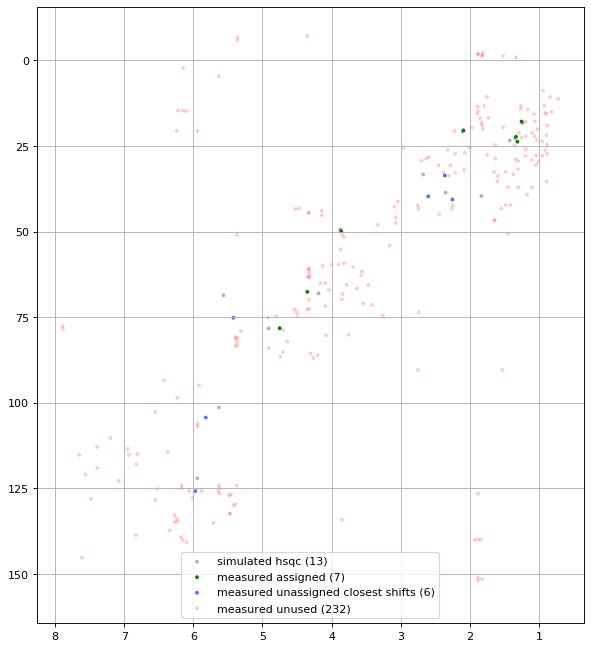 0
25
50
75
100
125
150
simulated hsqc (13)
measured assigned (7)
measured unassigned closest shifts (6)
measured unused (232)
8 7 6 5 4 3 2 1